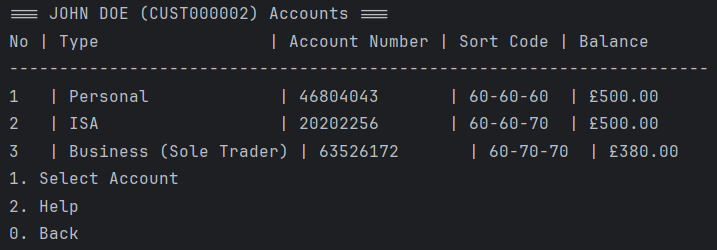 === JOHN DOE (CUST000002) Accounts ===
No | Type                 | Account Number | Sort Code | Balance
----------------------------------------------------------------------
1   | Personal             | 46804043       | 60-60-60  | £500.00
2   | ISA                  | 20202256       | 60-60-70  | £500.00
3   | Business (Sole Trader) | 63526172       | 60-70-70  | £380.00
1. Select Account
2. Help
0. Back